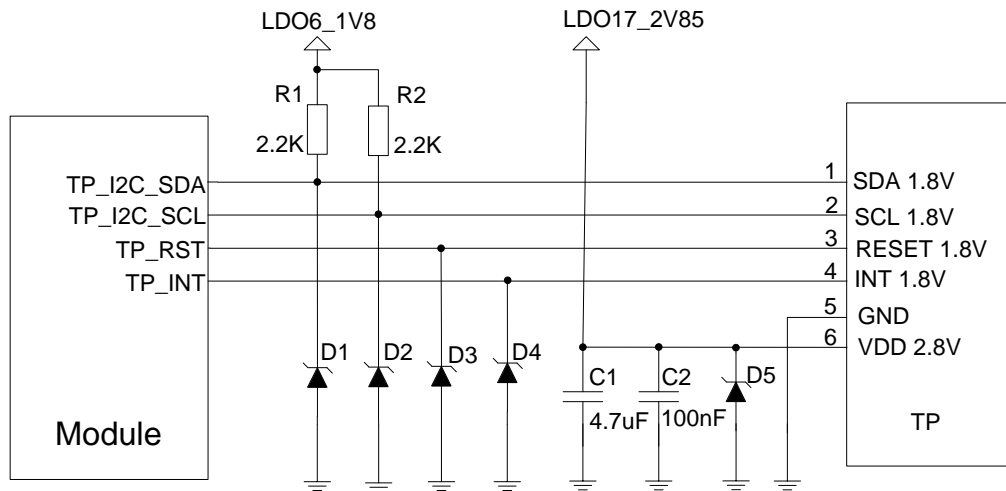 LDO6_1V8
LDO17_2V85
R1
R2
2.2K
2.2K
TP_I2C_SDA
1
SDA 1.8V
TP_I2C_SCL
2
SCL 1.8V
TP_RST
3
RESET 1.8V
TP_INT
4
INT 1.8V
5
GND
6
VDD 2.8V
D1
D2
D3
D4
C1
C2
D5
4.7uF
100nF
Module
TP